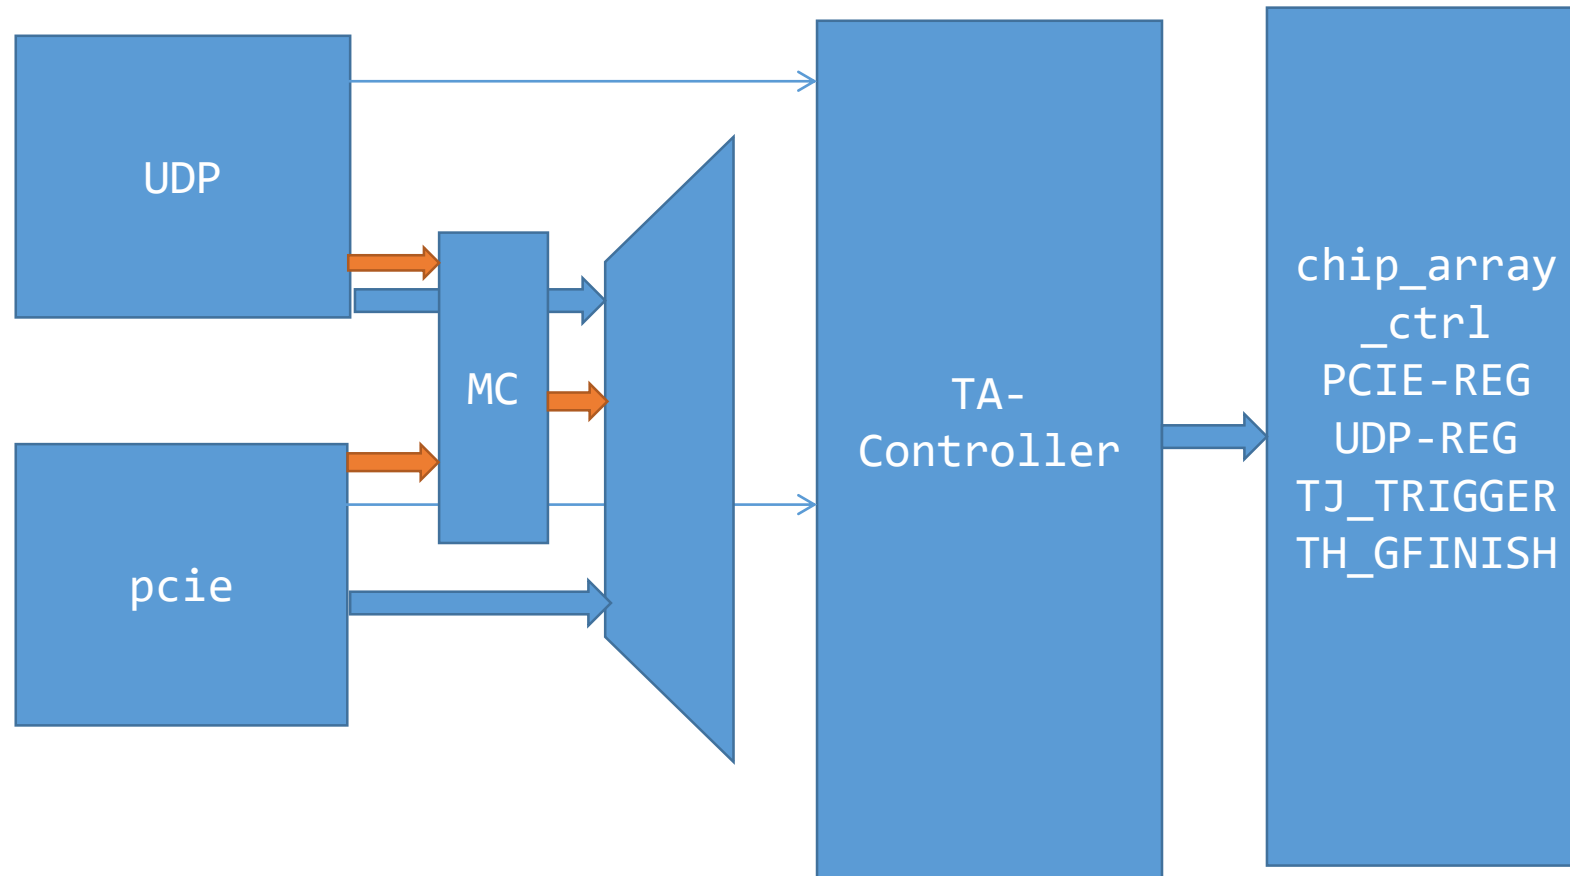 UDP
MC
pcie
TA-
Controller
chip_array
_ctrl
PCIE-REG
UDP-REG
TJ_TRIGGER
TH_GFINISH